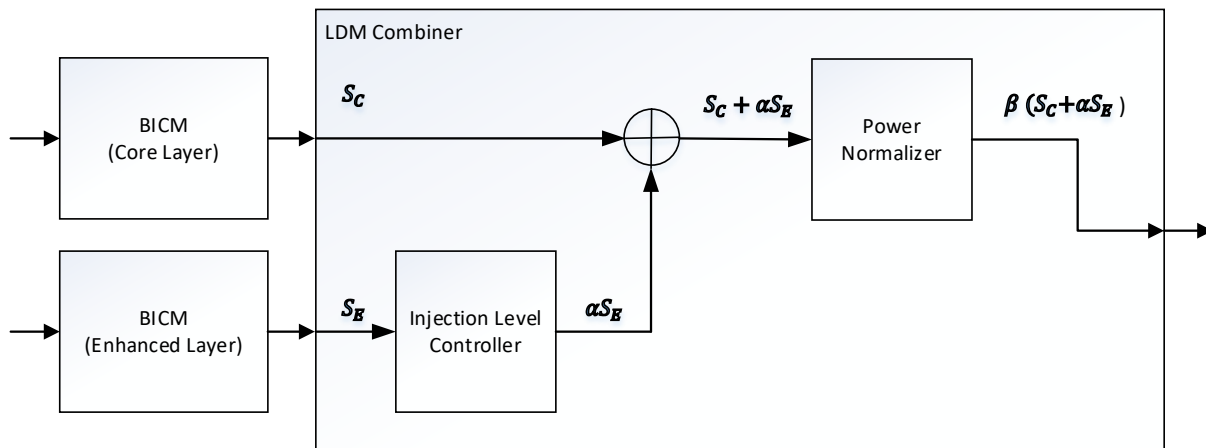 LDM Combiner
BICM
(Core Layer)
S_C
S_C + αS_E
Power
Normalizer
β (S_C+αS_E )
BICM
(Enhanced Layer)
S_E
Injection Level
Controller
αS_E